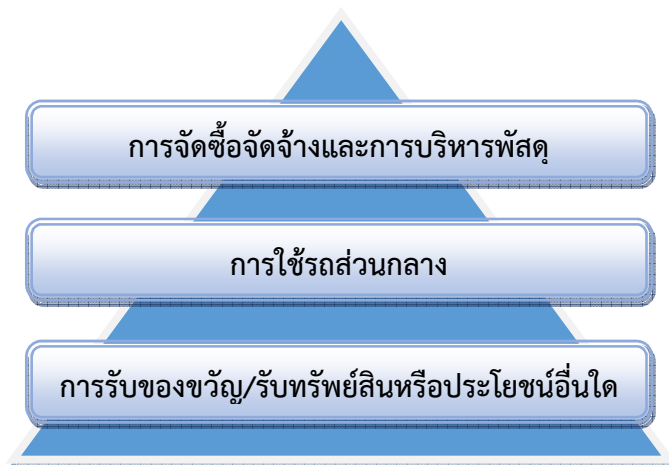 การจัดซื้อจัดจ้างและการบริหารพัสดุ
การใช้รถส่วนกลาง
การรับของขวัญ/รับทรัพย์สินหรือประโยชน์อื่นใด